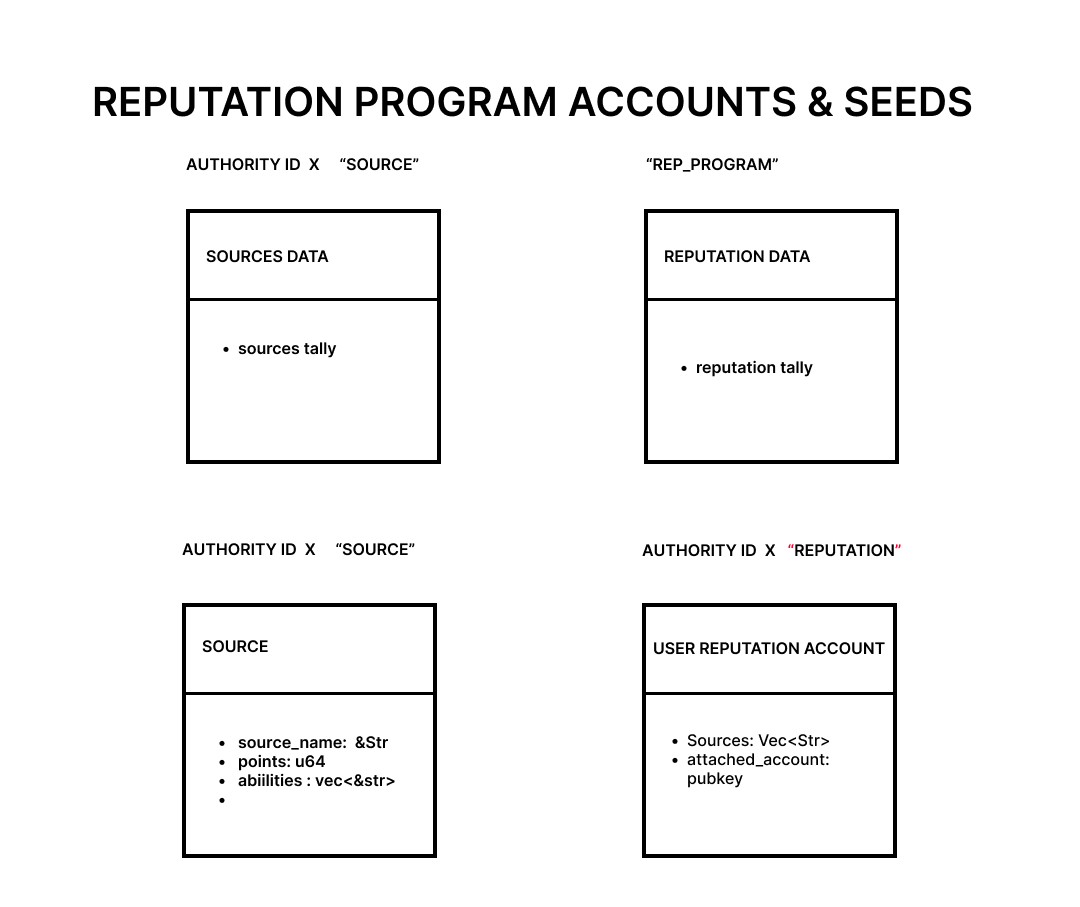 REPUTATION PROGRAM ACCOUNTS & SEEDS
AUTHORITY ID X “SOURCE”
“REP_PROGRAM”
SOURCES DATA
• sources tally
REPUTATION DATA
• reputation tally
AUTHORITY ID X “SOURCE”
AUTHORITY ID X “REPUTATION”
SOURCE
• source_name: &Str
• points: u64
• abiilities : vec<&str>
•
USER REPUTATION ACCOUNT
• Sources: Vec<Str>
• attached_account:
pubkey